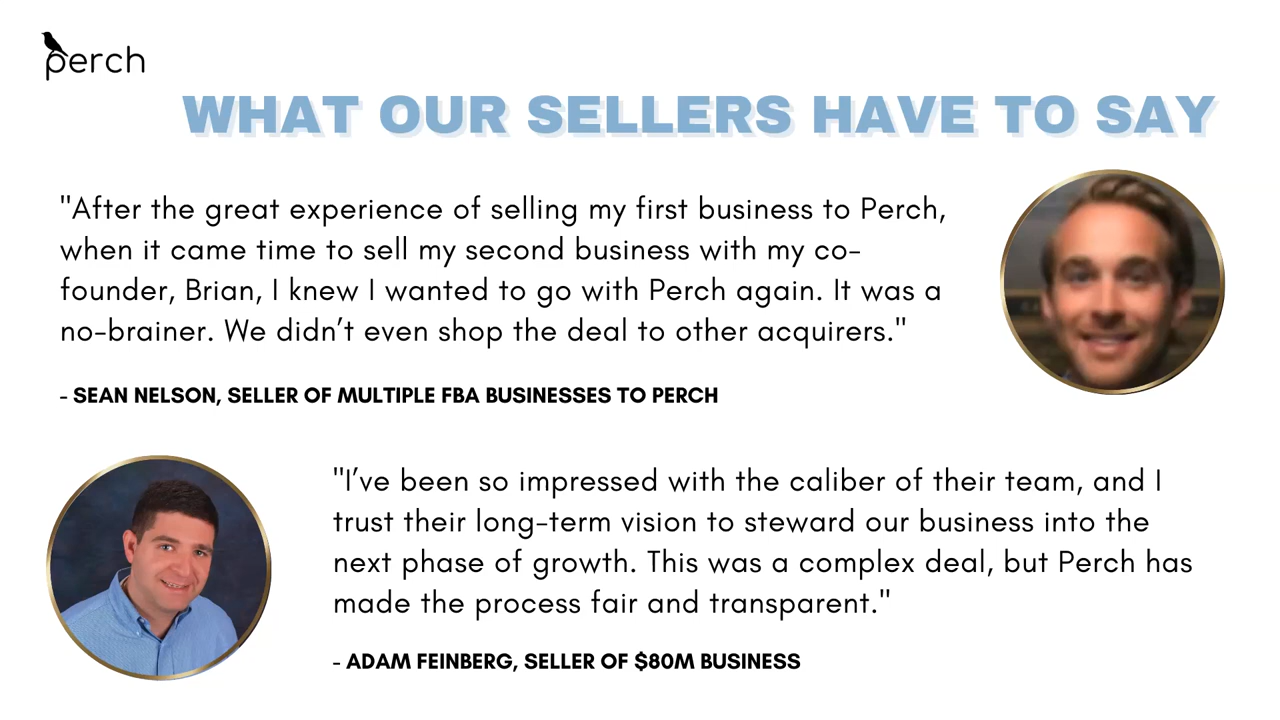 perch
WHAT OUR SELLERS HAVE TO SAY
"After the great experience of selling my first business to Perch,
when it came time to sell my second business with my co-
founder, Brian, I knew I wanted to go with Perch again. It was a
no-brainer. We didn’t even shop the deal to other acquirers."
- SEAN NELSON, SELLER OF MULTIPLE FBA BUSINESSES TO PERCH
"I’ve been so impressed with the caliber of their team, and I
trust their long-term vision to steward our business into the
next phase of growth. This was a complex deal, but Perch has
made the process fair and transparent."
- ADAM FEINBERG, SELLER OF $80M BUSINESS